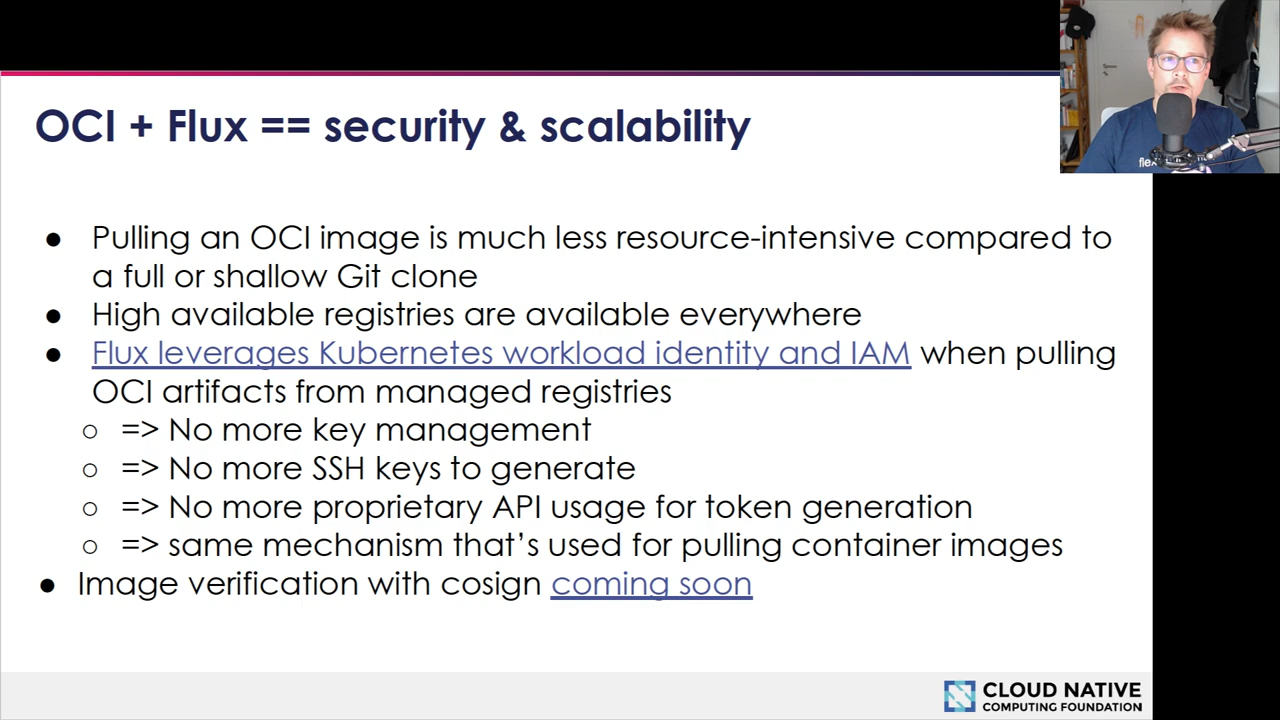 OCI + Flux == security & scalability
● Pulling an OCI image is much less resource-intensive compared to
a full or shallow Git clone
● High available registries are available everywhere
● Flux leverages Kubernetes workload identity and IAM when pulling
OCI artifacts from managed registries
○ => No more key management
○ => No more SSH keys to generate
○ => No more proprietary API usage for token generation
○ => same mechanism that's used for pulling container images
● Image verification with cosign coming soon
CLOUD NATIVE
COMPUTING FOUNDATION